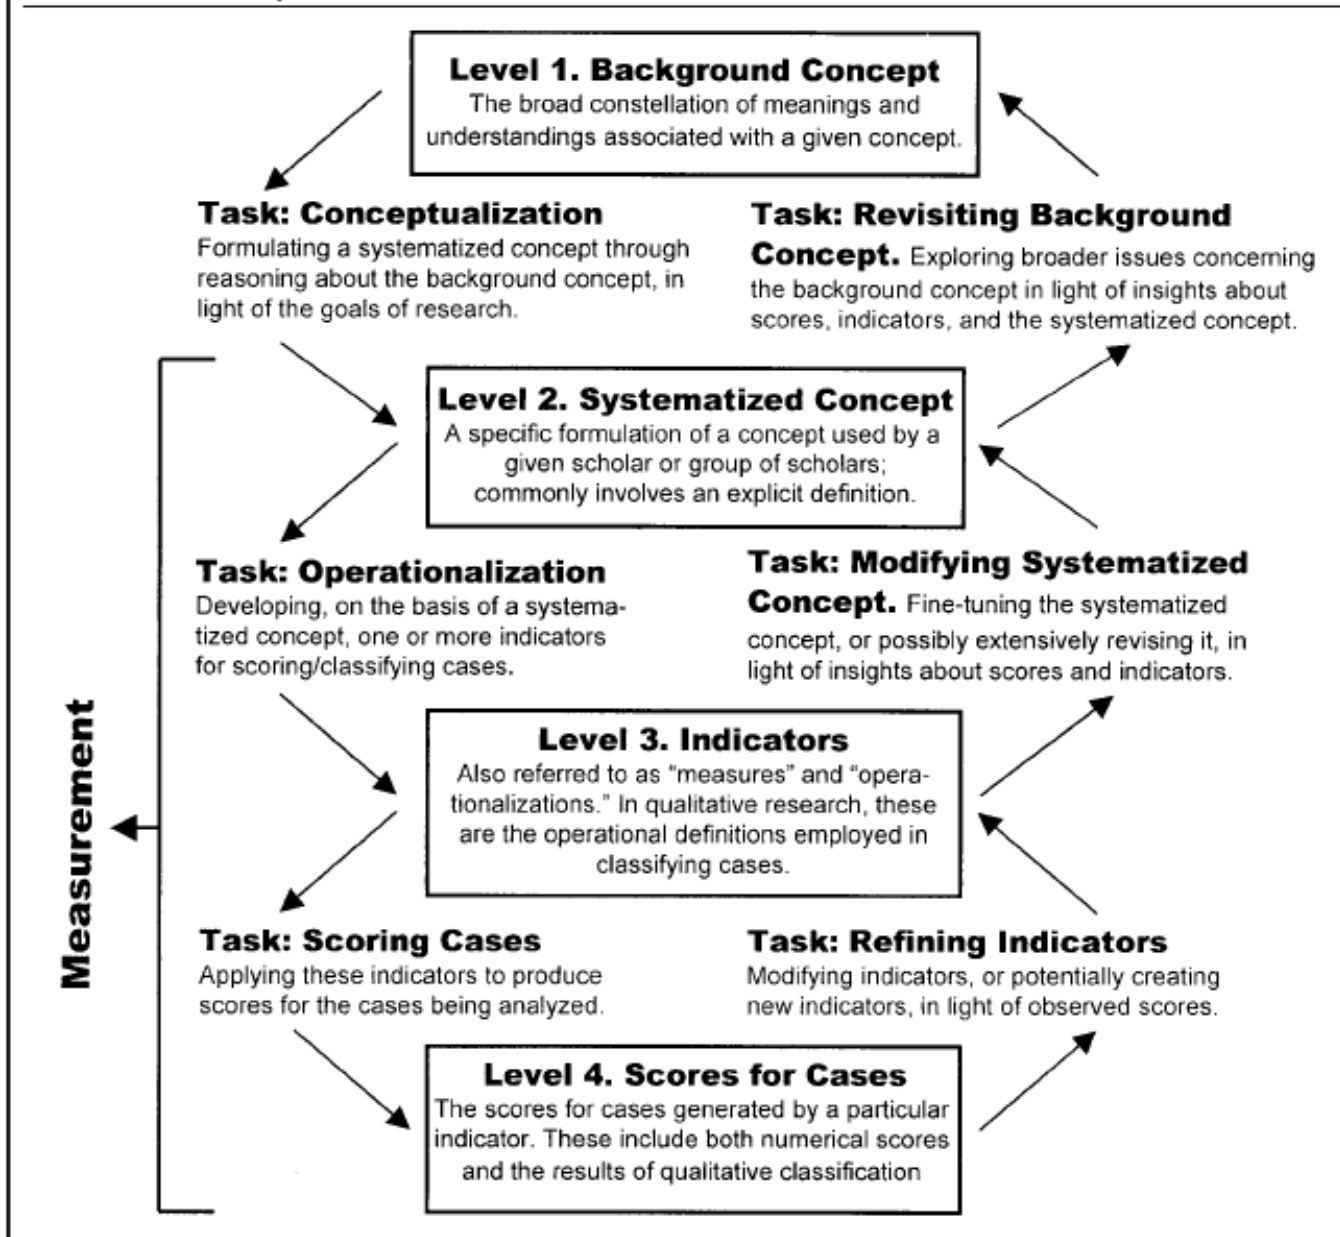 Level 1. Background Concept
The broad constellation of meanings and
understandings associated with a given concept.
Task: Conceptualization
Formulating a systematized concept through
reasoning about the background concept, in
light of the goals of research.
Task: Revisiting Background
Concept. Exploring broader issues concerning
the background concept in light of insights about
scores, indicators, and the systematized concept.
Level 2. Systematized Concept
A specific formulation of a concept used by a
given scholar or group of scholars;
commonly involves an explicit definition.
Task: Operationalization
Developing, on the basis of a systema-
tized concept, one or more indicators
for scoring/classifying cases.
Task: Modifying Systematized
Concept. Fine-tuning the systematized
concept, or possibly extensively revising it, in
light of insights about scores and indicators.
Measurement
Level 3. Indicators
Also referred to as “measures” and “opera-
tionalizations.” In qualitative research, these
are the operational definitions employed in
classifying cases.
Task: Scoring Cases
Applying these indicators to produce
scores for the cases being analyzed.
Task: Refining Indicators
Modifying indicators, or potentially creating
new indicators, in light of observed scores.
Level 4. Scores for Cases
The scores for cases generated by a particular
indicator. These include both numerical scores
and the results of qualitative classification